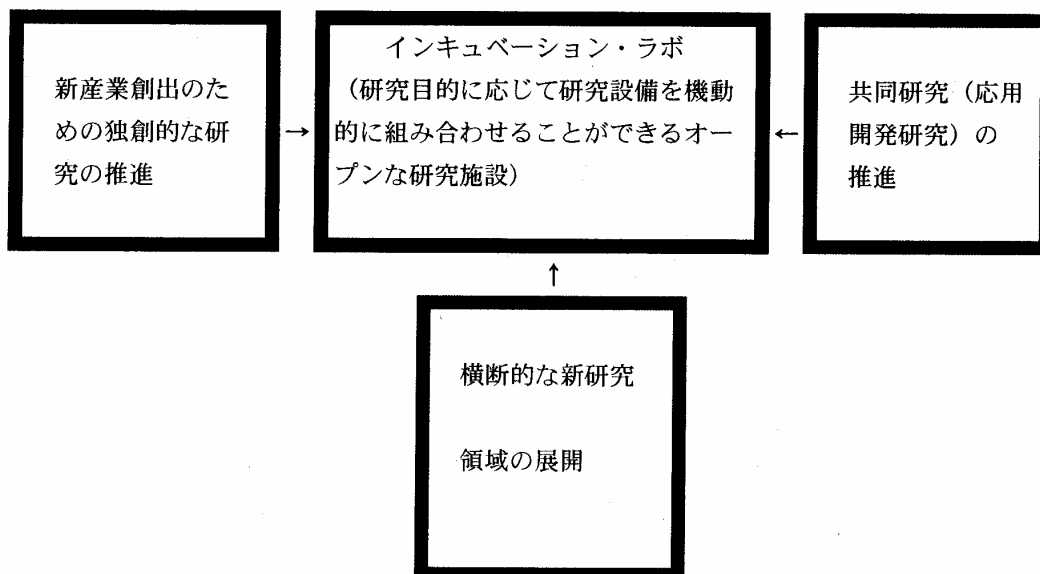 新産業創出のた
めの独創的な研
究の推進
→
インキュベーション・ラボ
(研究目的に応じて研究設備を機動
的に組み合わせることができるオー
プンな研究施設)
←
共同研究(応用
開発研究)の
推進
↑
横断的な新研究
領域の展開